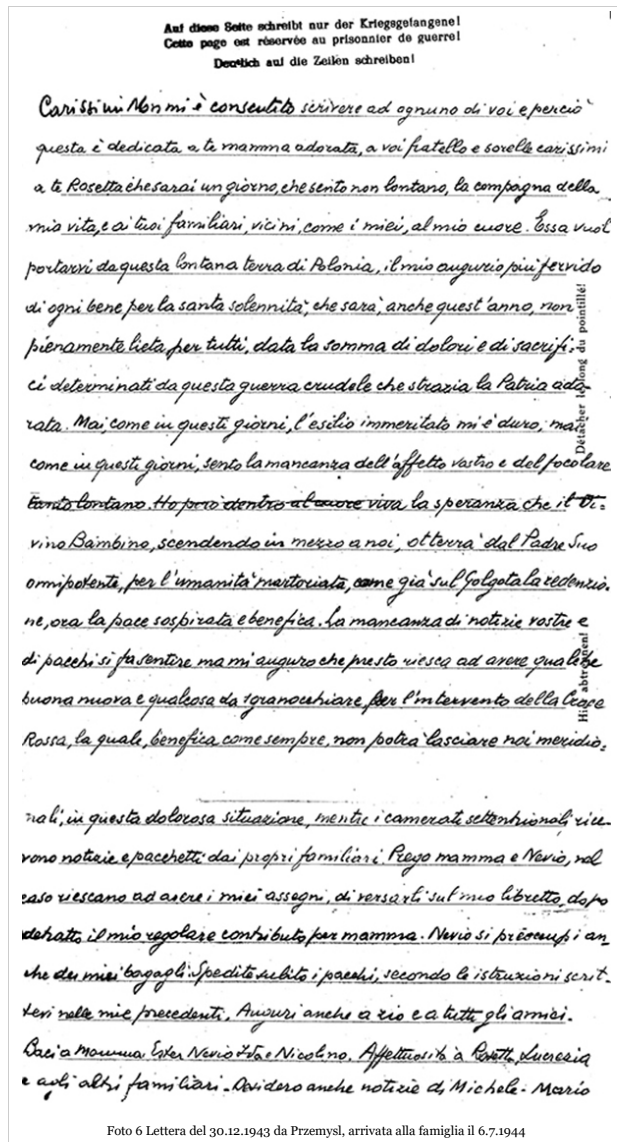 Auf diese Seite schreibt nur der Kriegsgefangene!
Cette page est réservée au prisonnier de guerre!
Deutlich auf die Zeilen schreiben!
Carissimi Non mi è consentito scrivere ad ognuno di voi e perciò
questa è dedicata a te mamma adorata, a voi fratello e sorelle carissimi
a te Rosetta che sarai un giorno, che sento non lontano, la compagna della
mia vita, e ai tuoi familiari, vicini, come i miei, al mio cuore. Essa vuol
portarvi da questa lontana terra di Polonia, il mio augurio più fervido
di ogni bene per la santa solennità, che sarà, anche quest'anno, non
pienamente lieta, per tutti, data la somma di dolori e di sacrifi=
ci determinati da questa guerra crudele che strazia la Patria ado-
rata. Mai, come in questi giorni, l'esilio immeritato mi è duro, mai
come in questi giorni, sento la mancanza dell'affetto vostro e del focolare
tanto lontano. Ho però dentro al cuore viva la speranza che il Di=
vino Bambino, scendendo in mezzo a noi, otterrà dal Padre Suo
omnipotente, per l'umanità martoriata, come già sul Golgota la redenzio=
ne, ora la pace sospirata e benefica. La mancanza di notizie vostre e
di pacchi si fa sentire ma mi auguro che presto riesca ad avere qualche
buona nuova e qualcosa da sgranocchiare, per l'intervento della Croce
Rossa, la quale, benefica come sempre, non potrà lasciare noi meridio=
nali, in questa dolorosa situazione, mentre i camerati settentrionali rice-
vono notizie e pacchetti dai propri familiari. Prego mamma e Nevio, nel
caso riescano ad avere i miei assegni, di versarli sul mio libretto, dopo
detratto il mio regolare contributo per mamma. Nevio si preoccupi an-
che dei miei bagagli. Spedite subito i pacchi, secondo le istruzioni scrit-
tevi nelle mie precedenti. Auguri anche a zio e a tutti gli amici.
Baci a Mamma Ester Nevio Ida e Nicolino. Affettuosità a Rosetta, Lucrezia
e agli altri familiari. Desidero anche notizie di Michele. Mario
Détacher le long du pointillé!
Hier abtrennen!
Foto 6 Lettera del 30.12.1943 da Przemysl, arrivata alla famiglia il 6.7.1944